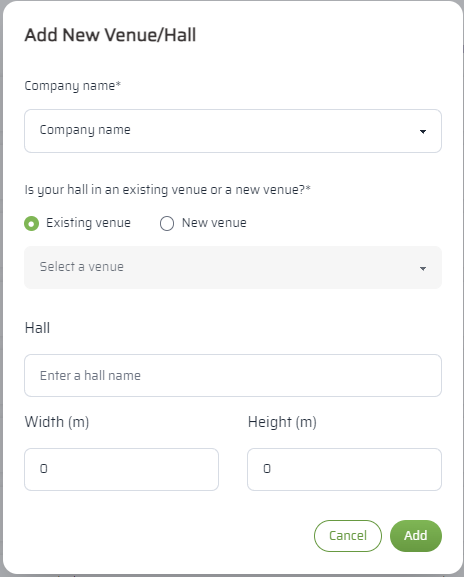 Add New Venue/Hall
Company name*
Company name
Is your hall in an existing venue or a new venue?*
Existing venue New venue
Select a venue
Hall
Enter a hall name
Width (m) Height (m)
0 0
Cancel Add